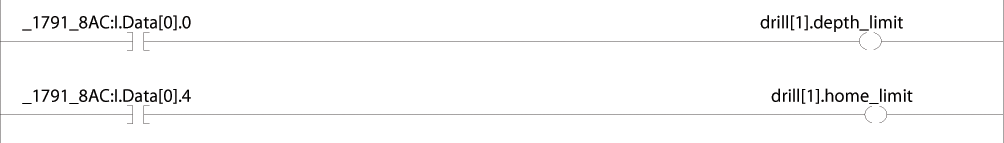 _1791_8AC:I.Data[0].0 drill[1].depth_limit
_1791_8AC:I.Data[0].4 drill[1].home_limit